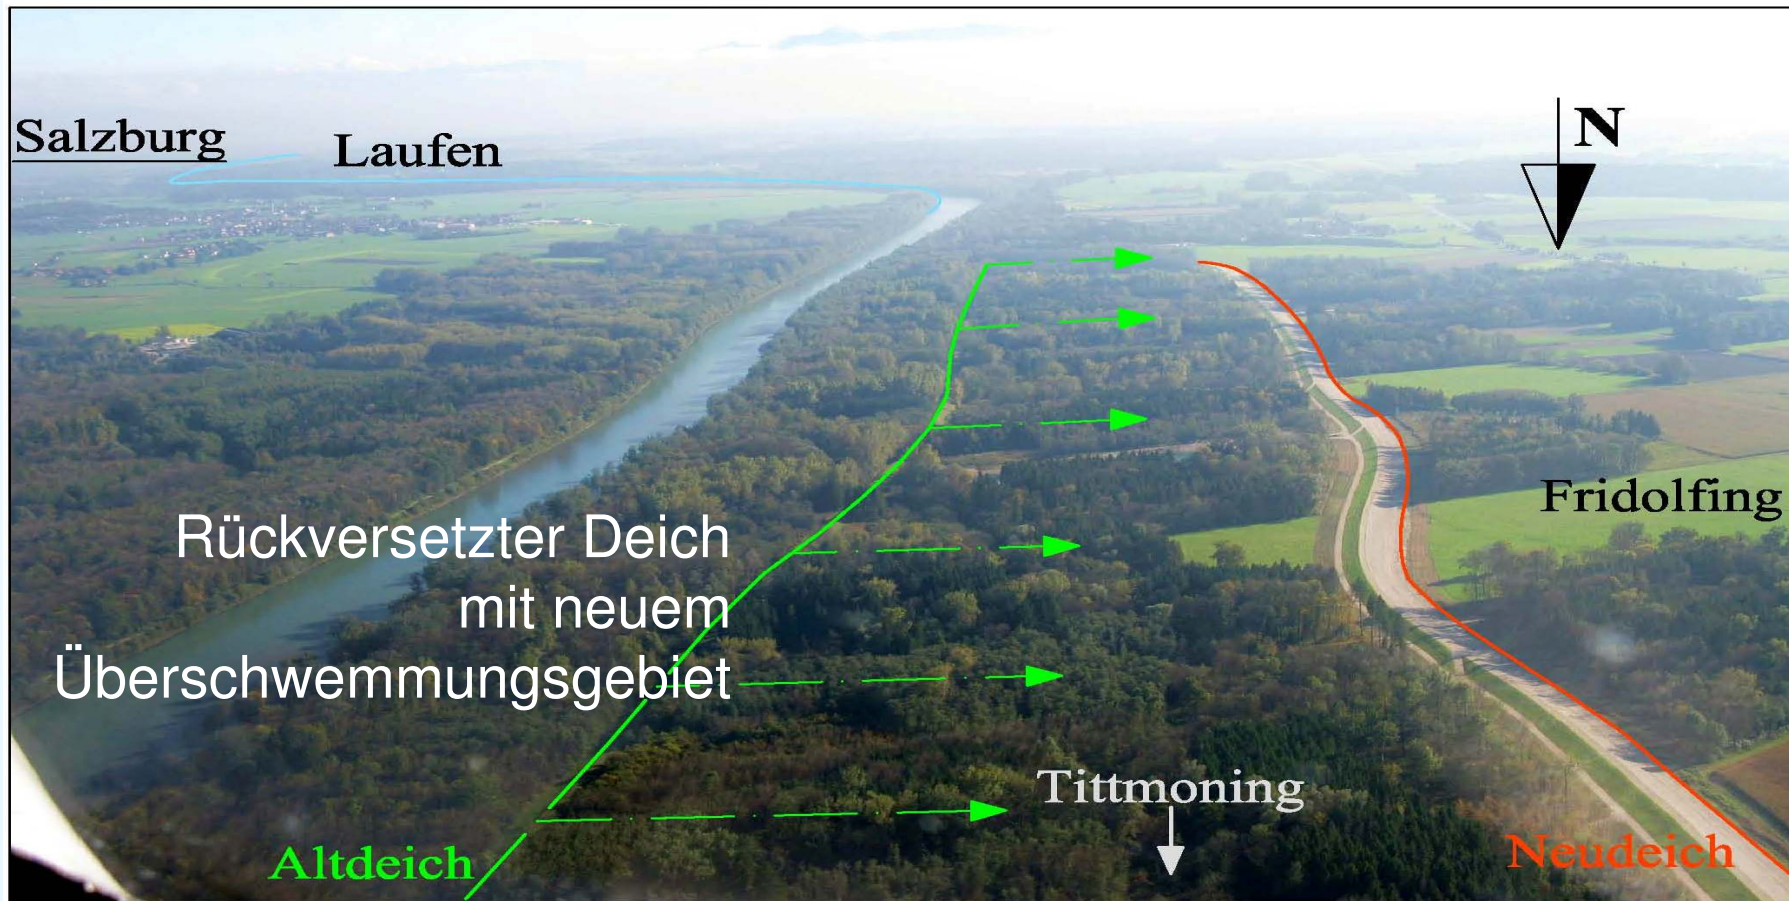 Salzburg
Laufen
N
Fridolfing
Rückversetzter Deich
mit neuem
Überschwemmungsgebiet
Tittmoning
Altdeich
Neudeich